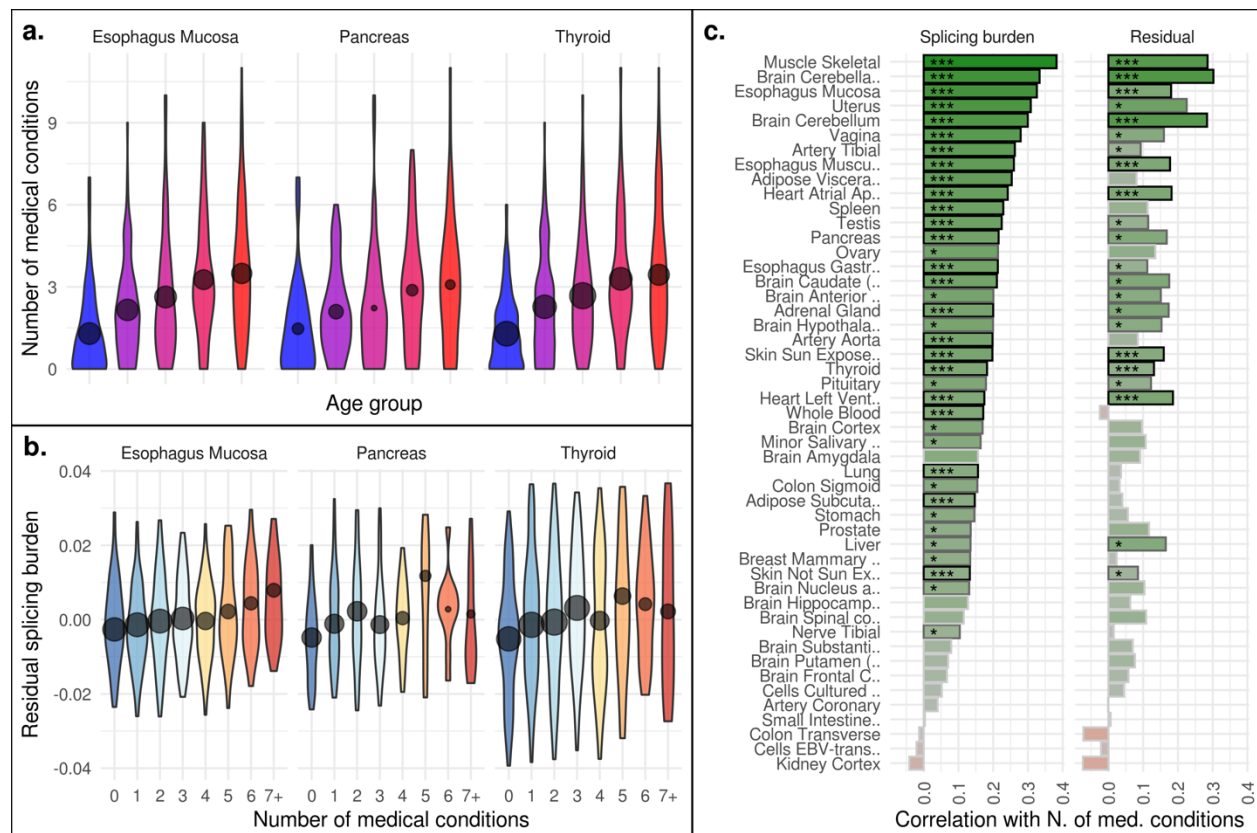 a.
Esophagus Mucosa Pancreas Thyroid
Number of medical conditions
9
6
3
0
Age group
b.
Esophagus Mucosa Pancreas Thyroid
Residual splicing burden
0.04
0.02
0.00
-0.02
-0.04
0 1 2 3 4 5 6 7+ 0 1 2 3 4 5 6 7+ 0 1 2 3 4 5 6 7+
Number of medical conditions
c.
Splicing burden Residual
Muscle Skeletal *** ***
Brain Cerebella.. *** ***
Esophagus Mucosa *** ***
Uterus *** *
Brain Cerebellum *** ***
Vagina *** *
Artery Tibial *** *
Esophagus Muscu.. *** ***
Adipose Viscera.. ***
Heart Atrial Ap.. *** ***
Spleen ***
Testis *** *
Pancreas *** *
Ovary *
Esophagus Gastr.. *** *
Brain Caudate (.. *** *
Brain Anterior .. * *
Adrenal Gland *** *
Brain Hypothala.. * *
Artery Aorta ***
Skin Sun Expose.. *** ***
Thyroid *** ***
Pituitary * *
Heart Left Vent.. *** ***
Whole Blood ***
Brain Cortex *
Minor Salivary .. *
Brain Amygdala
Lung ***
Colon Sigmoid *
Adipose Subcuta.. ***
Stomach *
Prostate *
Liver * *
Breast Mammary .. *
Skin Not Sun Ex.. *** *
Brain Nucleus a.. *
Brain Hippocamp..
Brain Spinal co..
Nerve Tibial *
Brain Substanti..
Brain Putamen (..
Brain Frontal C..
Cells Cultured ..
Artery Coronary
Small Intestine..
Colon Transverse
Cells EBV-trans..
Kidney Cortex
0.0 0.1 0.2 0.3 0.4 0.0 0.1 0.2 0.3 0.4
Correlation with N. of med. conditions